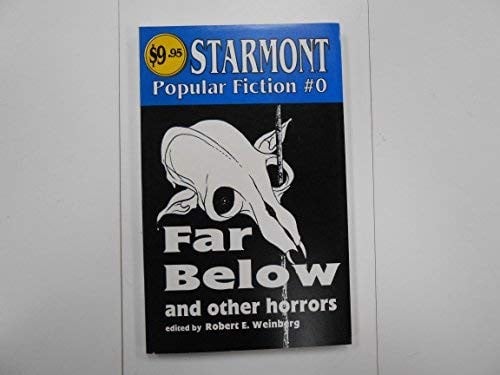 $9.95
STARMONT
Popular Fiction #0
Far
Below
and other horrors
edited by Robert E. Weinberg